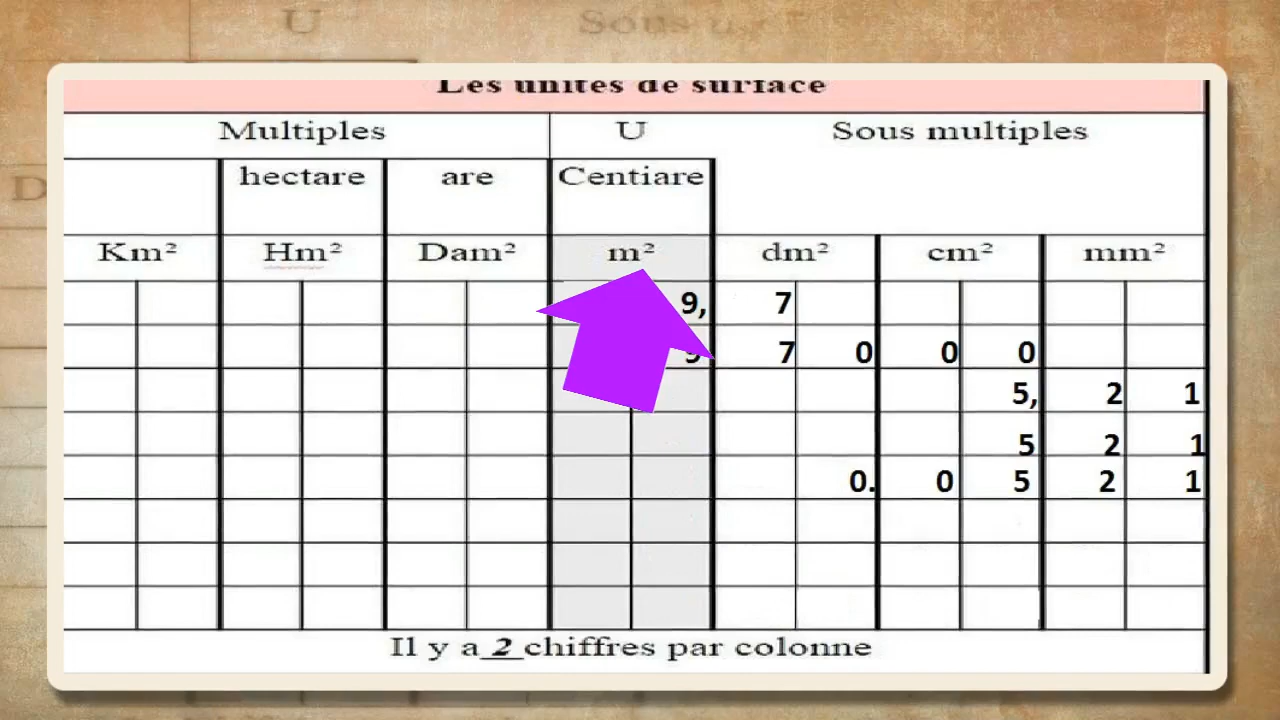 U Sous u
Les unités de surface
Multiples U Sous multiples
hectare are Centiare
Km² Hm² Dam² m² dm² cm² mm²
9, 7
9 7 0 0 0
5, 2 1
5 2 1
0. 0 5 2 1
Il y a 2 chiffres par colonne